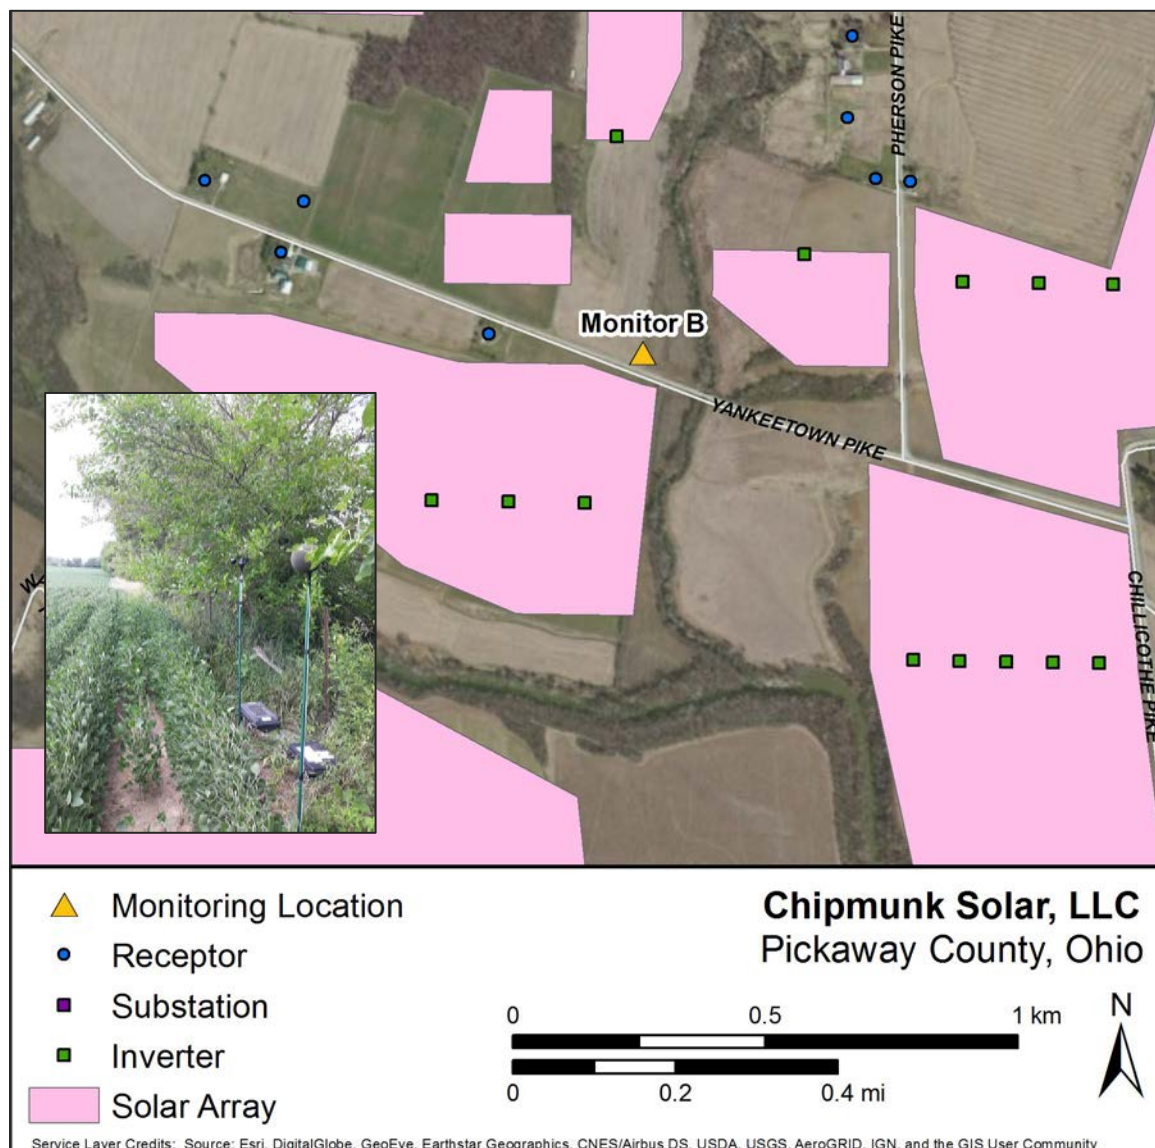 PHERSON PIKE
Monitor B
YANKEETOWN PIKE
W
CHILLICOTHE PIKE
Monitoring Location
Receptor
Substation
Inverter
Solar Array
Chipmunk Solar, LLC
Pickaway County, Ohio
0 0.5 1 km
0 0.2 0.4 mi
N
Service Layer Credits: Source: Esri, DigitalGlobe, GeoEye, Earthstar Geographics, CNES/Airbus DS, USDA, USGS, AeroGRID, IGN, and the GIS User Community